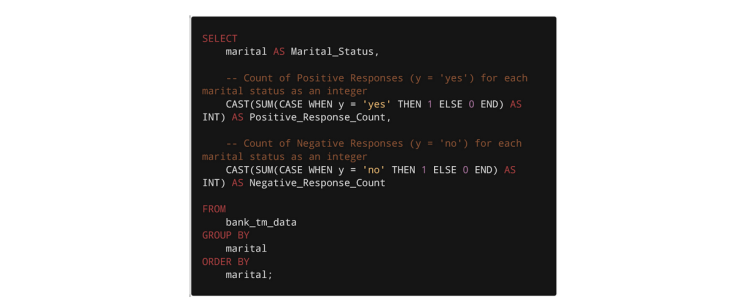 SELECT
marital AS Marital_Status,
-- Count of Positive Responses (y = 'yes') for each
marital status as an integer
CAST(SUM(CASE WHEN y = 'yes' THEN 1 ELSE 0 END) AS
INT) AS Positive_Response_Count,
-- Count of Negative Responses (y = 'no') for each
marital status as an integer
CAST(SUM(CASE WHEN y = 'no' THEN 1 ELSE 0 END) AS
INT) AS Negative_Response_Count
FROM
bank_tm_data
GROUP BY
marital
ORDER BY
marital;